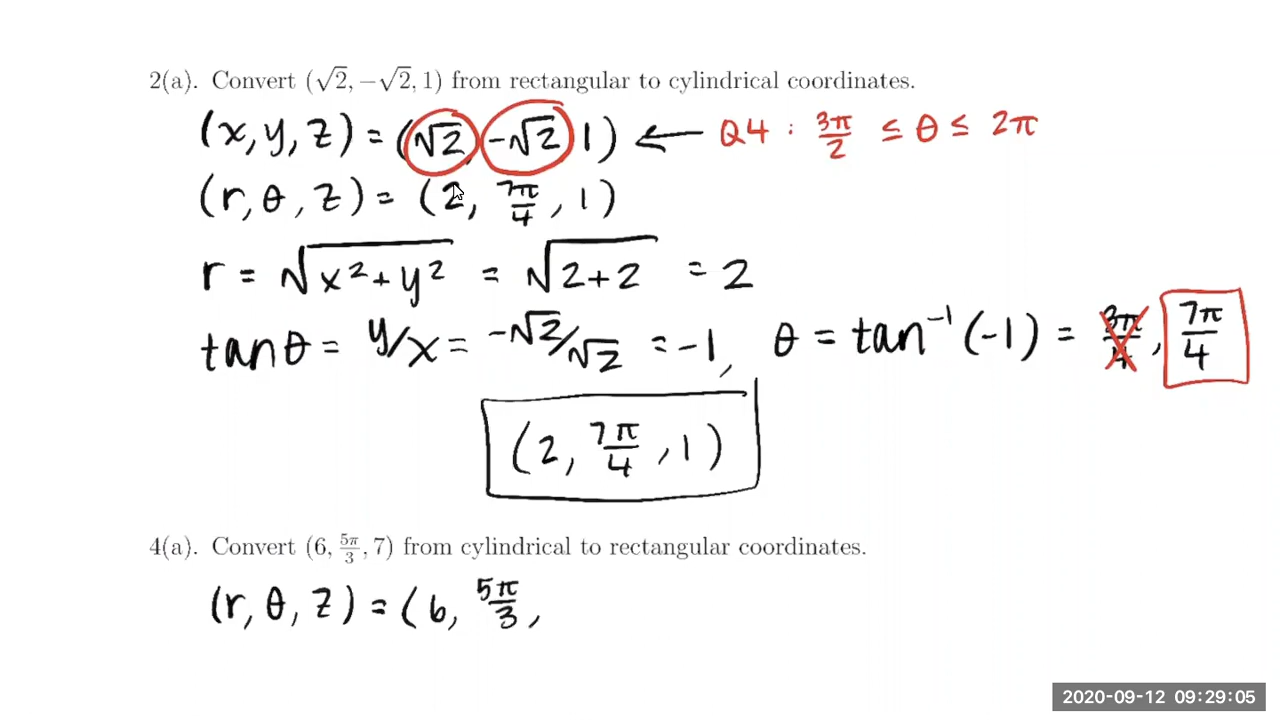 2(a). Convert (√2, −√2, 1) from rectangular to cylindrical coordinates.
(x, y, z) = (√2, -√2, 1) ← Q4 : 3π/2 ≤ θ ≤ 2π
(r, θ, z) = (2, 7π/4, 1)
r = √(x²+y²) = √(2+2) = 2
tanθ = y/x = -√2/√2 = -1, θ = tan⁻¹(-1) = 3π/4, 7π/4
(2, 7π/4, 1)
4(a). Convert (6, 5π/3, 7) from cylindrical to rectangular coordinates.
(r, θ, z) = (6, 5π/3,
2020-09-12 09:29:05